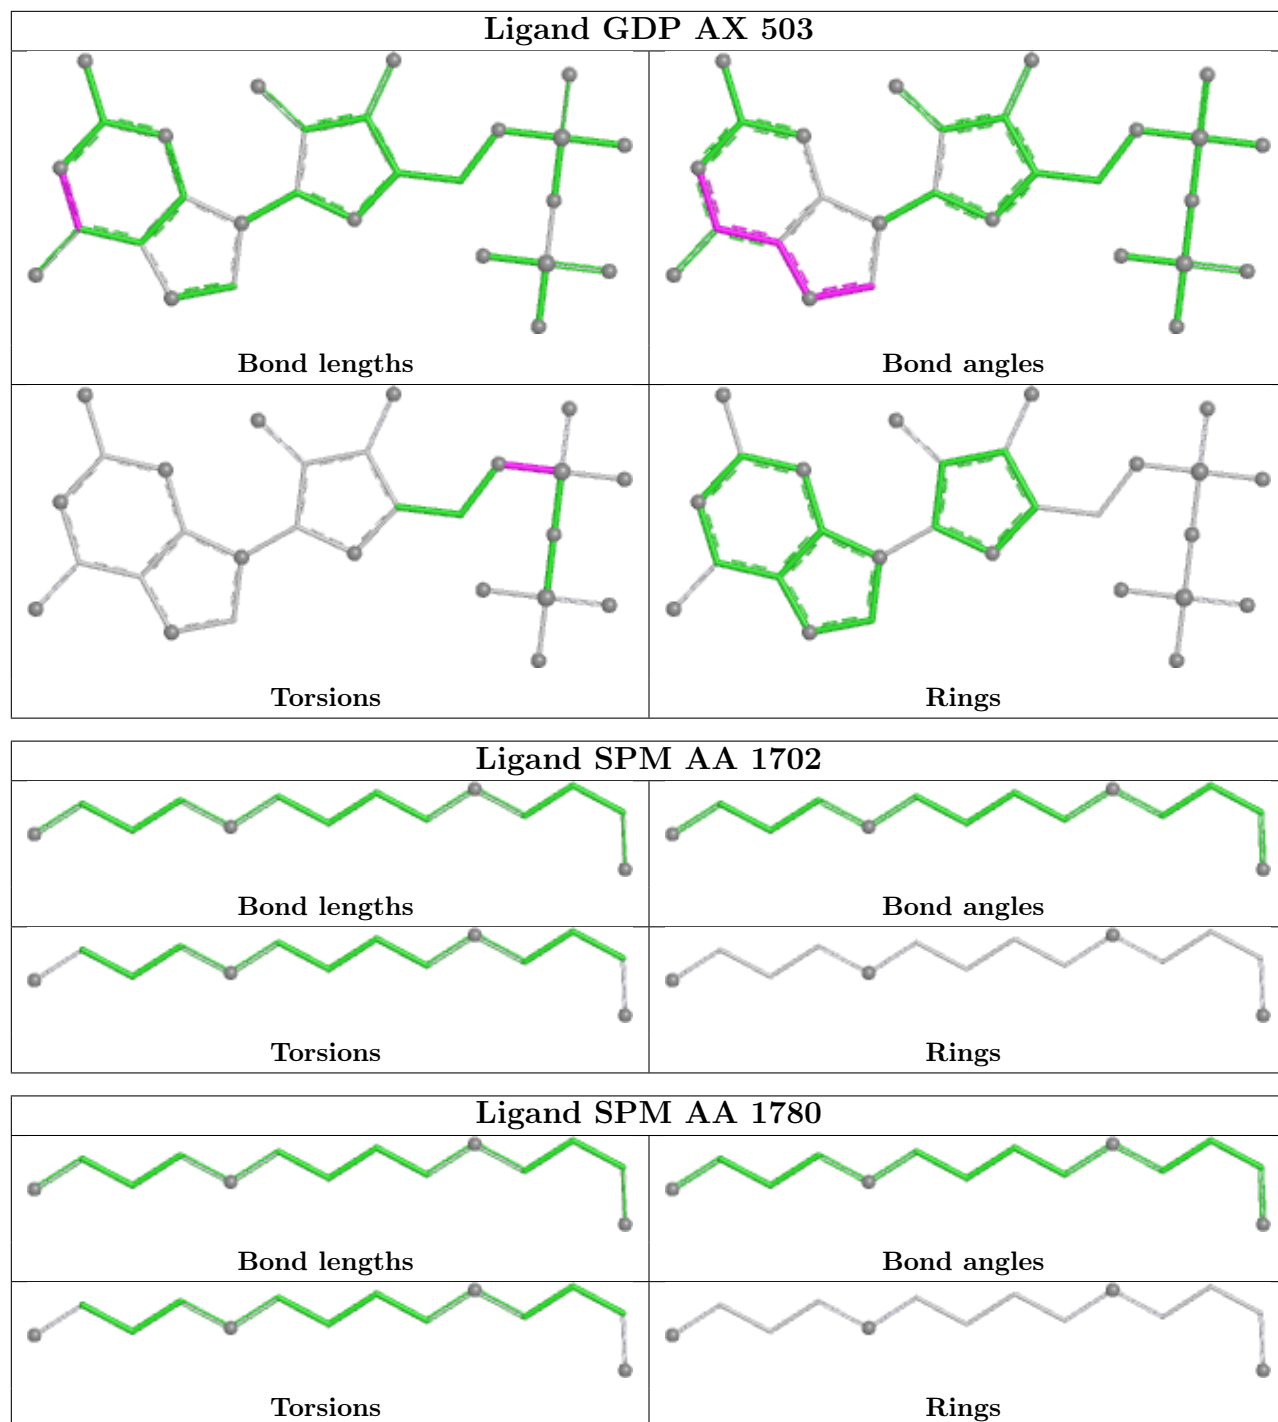 Ligand GDP AX 503
Bond lengths
Bond angles
Torsions
Rings
Ligand SPM AA 1702
Bond lengths
Bond angles
Torsions
Rings
Ligand SPM AA 1780
Bond lengths
Bond angles
Torsions
Rings